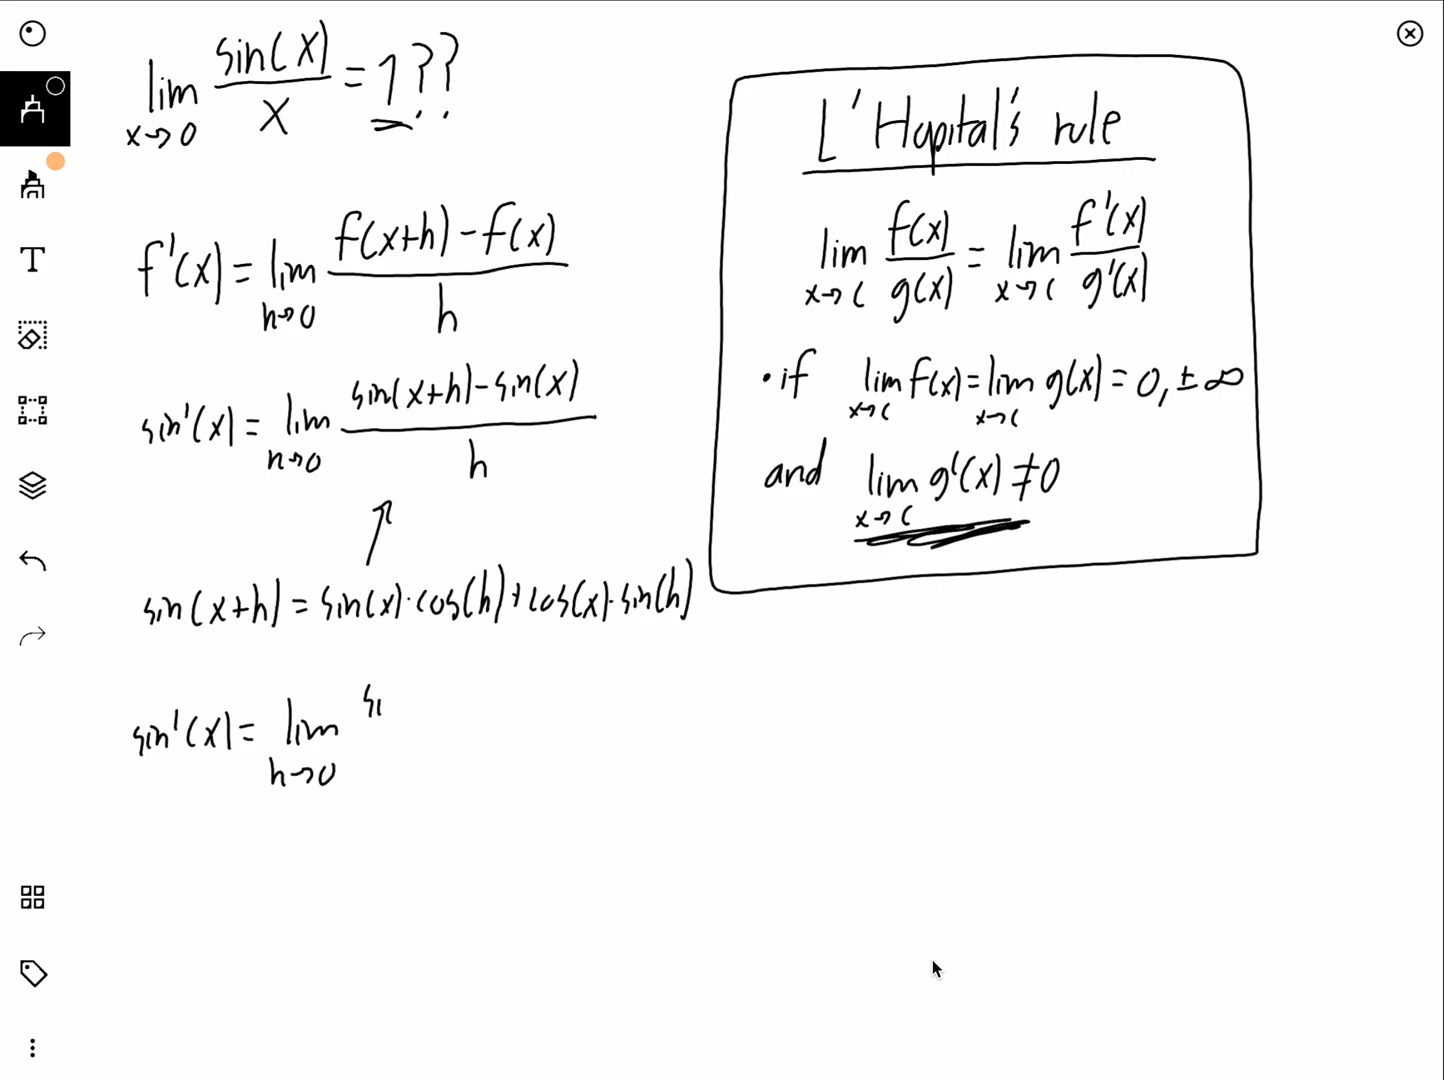 lim x→0 sin(x)/x = 1??
f'(x) = lim h→0 f(x+h) - f(x)/h
sin'(x) = lim h→0 sin(x+h) - sin(x)/h
sin(x+h) = sin(x)·cos(h) + cos(x)·sin(h)
sin'(x) = lim h→0 si
L'Hopital's rule
lim x→c f(x)/g(x) = lim x→c f'(x)/g'(x)
• if lim x→c f(x) = lim x→c g(x) = 0, ± ∞
and lim x→c g'(x) ≠ 0
T